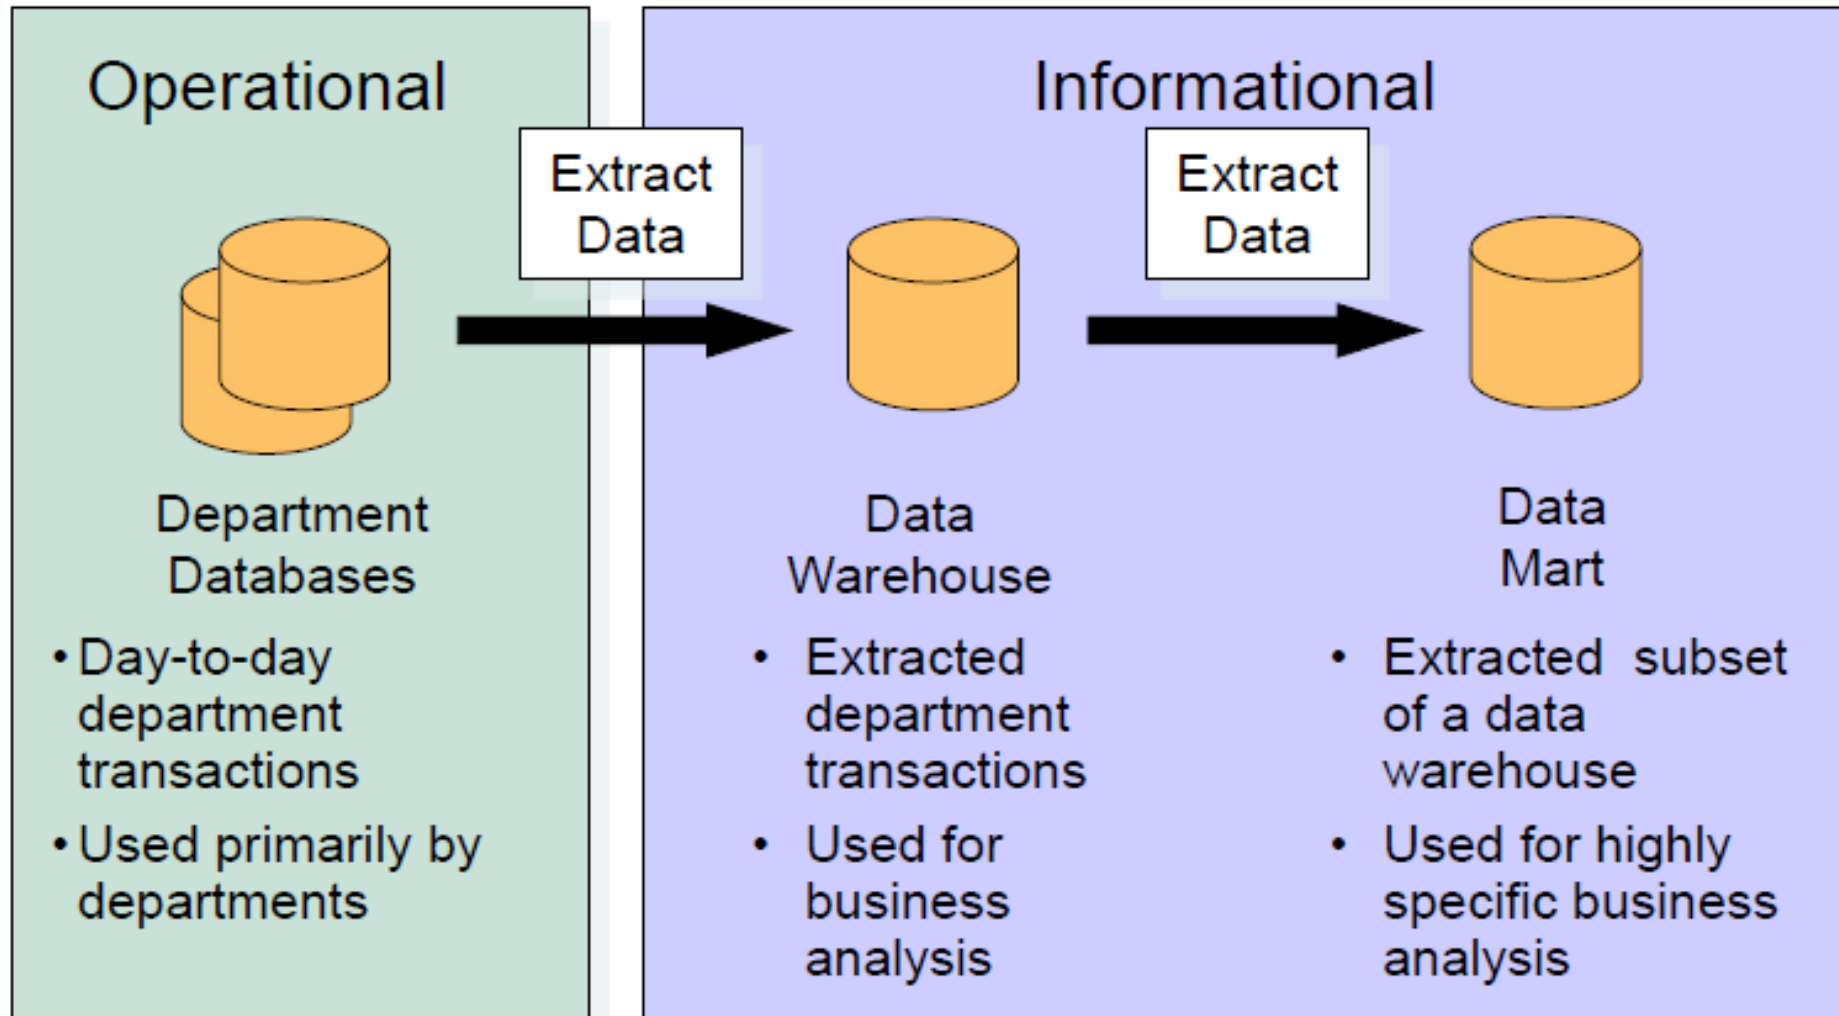 Operational
Informational
Extract
Data
Extract
Data
Department
Databases
• Day-to-day
department
transactions
• Used primarily by
departments
Data
Warehouse
• Extracted
department
transactions
• Used for
business
analysis
Data
Mart
• Extracted subset
of a data
warehouse
• Used for highly
specific business
analysis